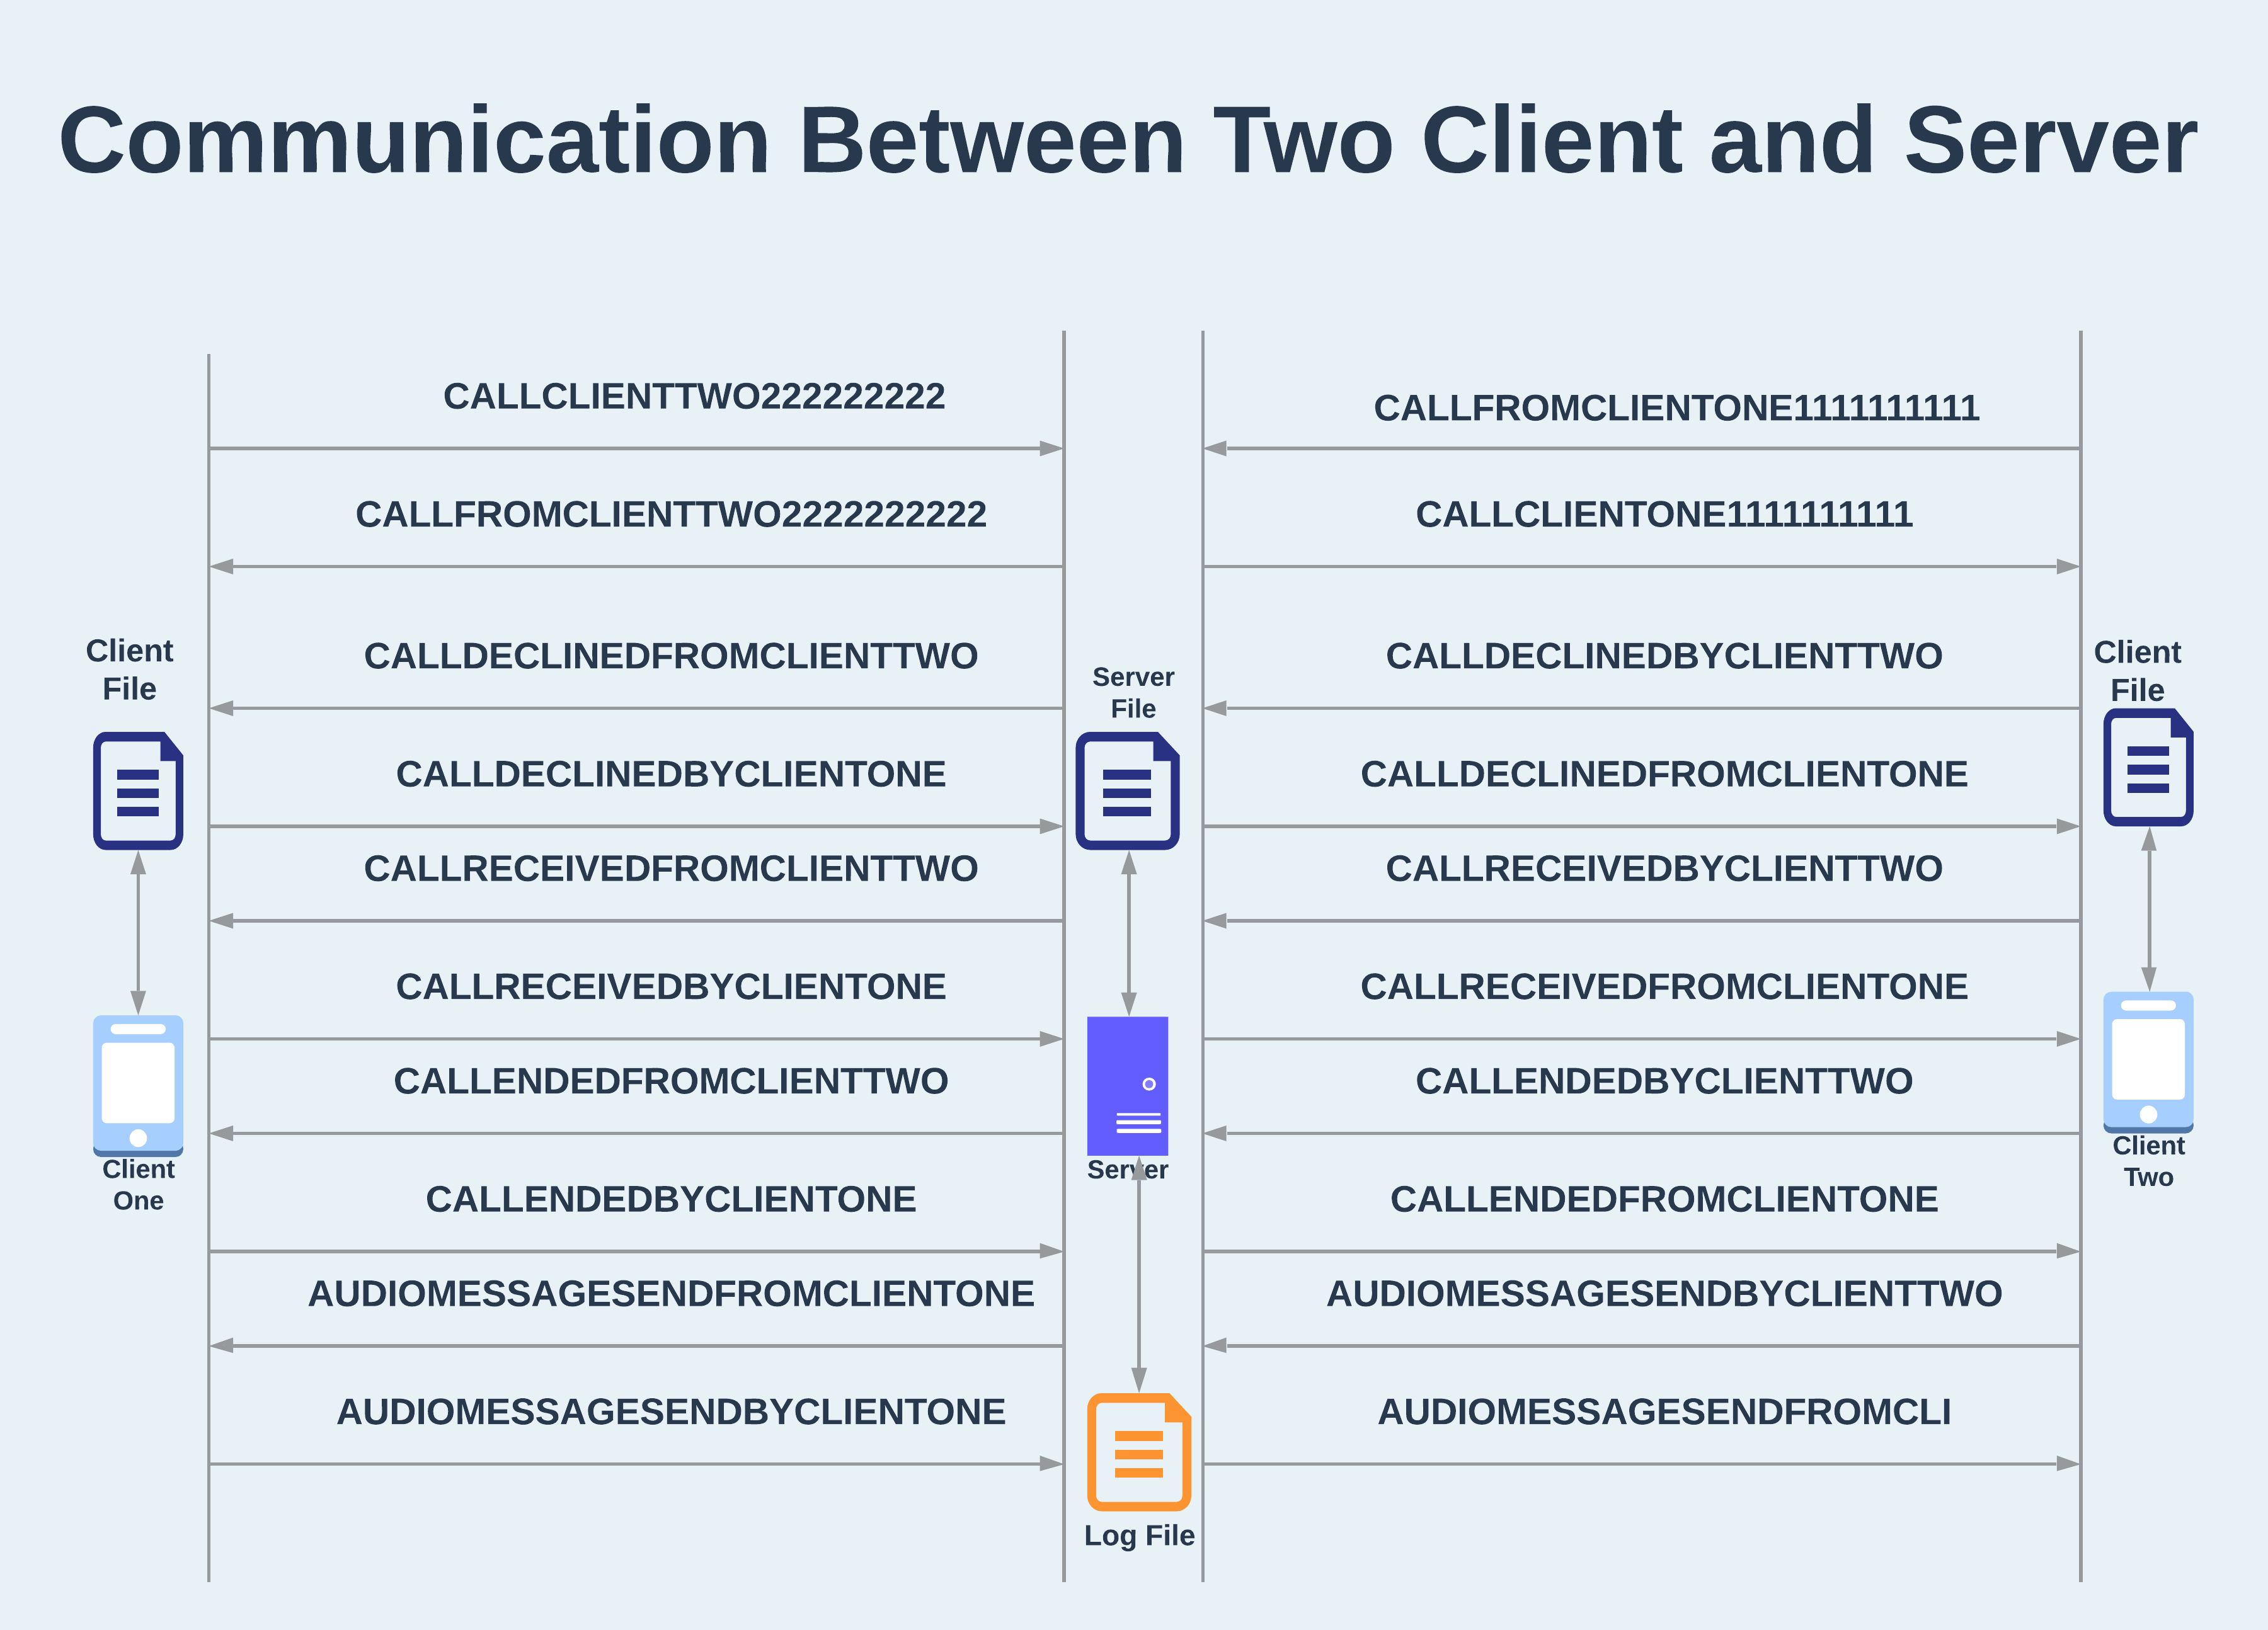 Communication Between Two Client and Server
CALLCLIENTTWO222222222
CALLFROMCLIENTONE1111111111
CALLFROMCLIENTTWO2222222222
CALLCLIENTONE1111111111
Client
File
CALLDECLINEDFROMCLIENTTWO
Server
File
CALLDECLINEDBYCLIENTTWO
Client
File
CALLDECLINEDBYCLIENTONE
CALLDECLINEDFROMCLIENTONE
CALLRECEIVEDFROMCLIENTTWO
CALLRECEIVEDBYCLIENTTWO
CALLRECEIVEDBYCLIENTONE
CALLRECEIVEDFROMCLIENTONE
CALLENDEDFROMCLIENTTWO
CALLENDEDBYCLIENTTWO
Client
One
Server
Client
Two
CALLENDEDBYCLIENTONE
CALLENDEDFROMCLIENTONE
AUDIOMESSAGESENDFROMCLIENTONE
AUDIOMESSAGESENDBYCLIENTTWO
AUDIOMESSAGESENDBYCLIENTONE
AUDIOMESSAGESENDFROMCLI
Log File